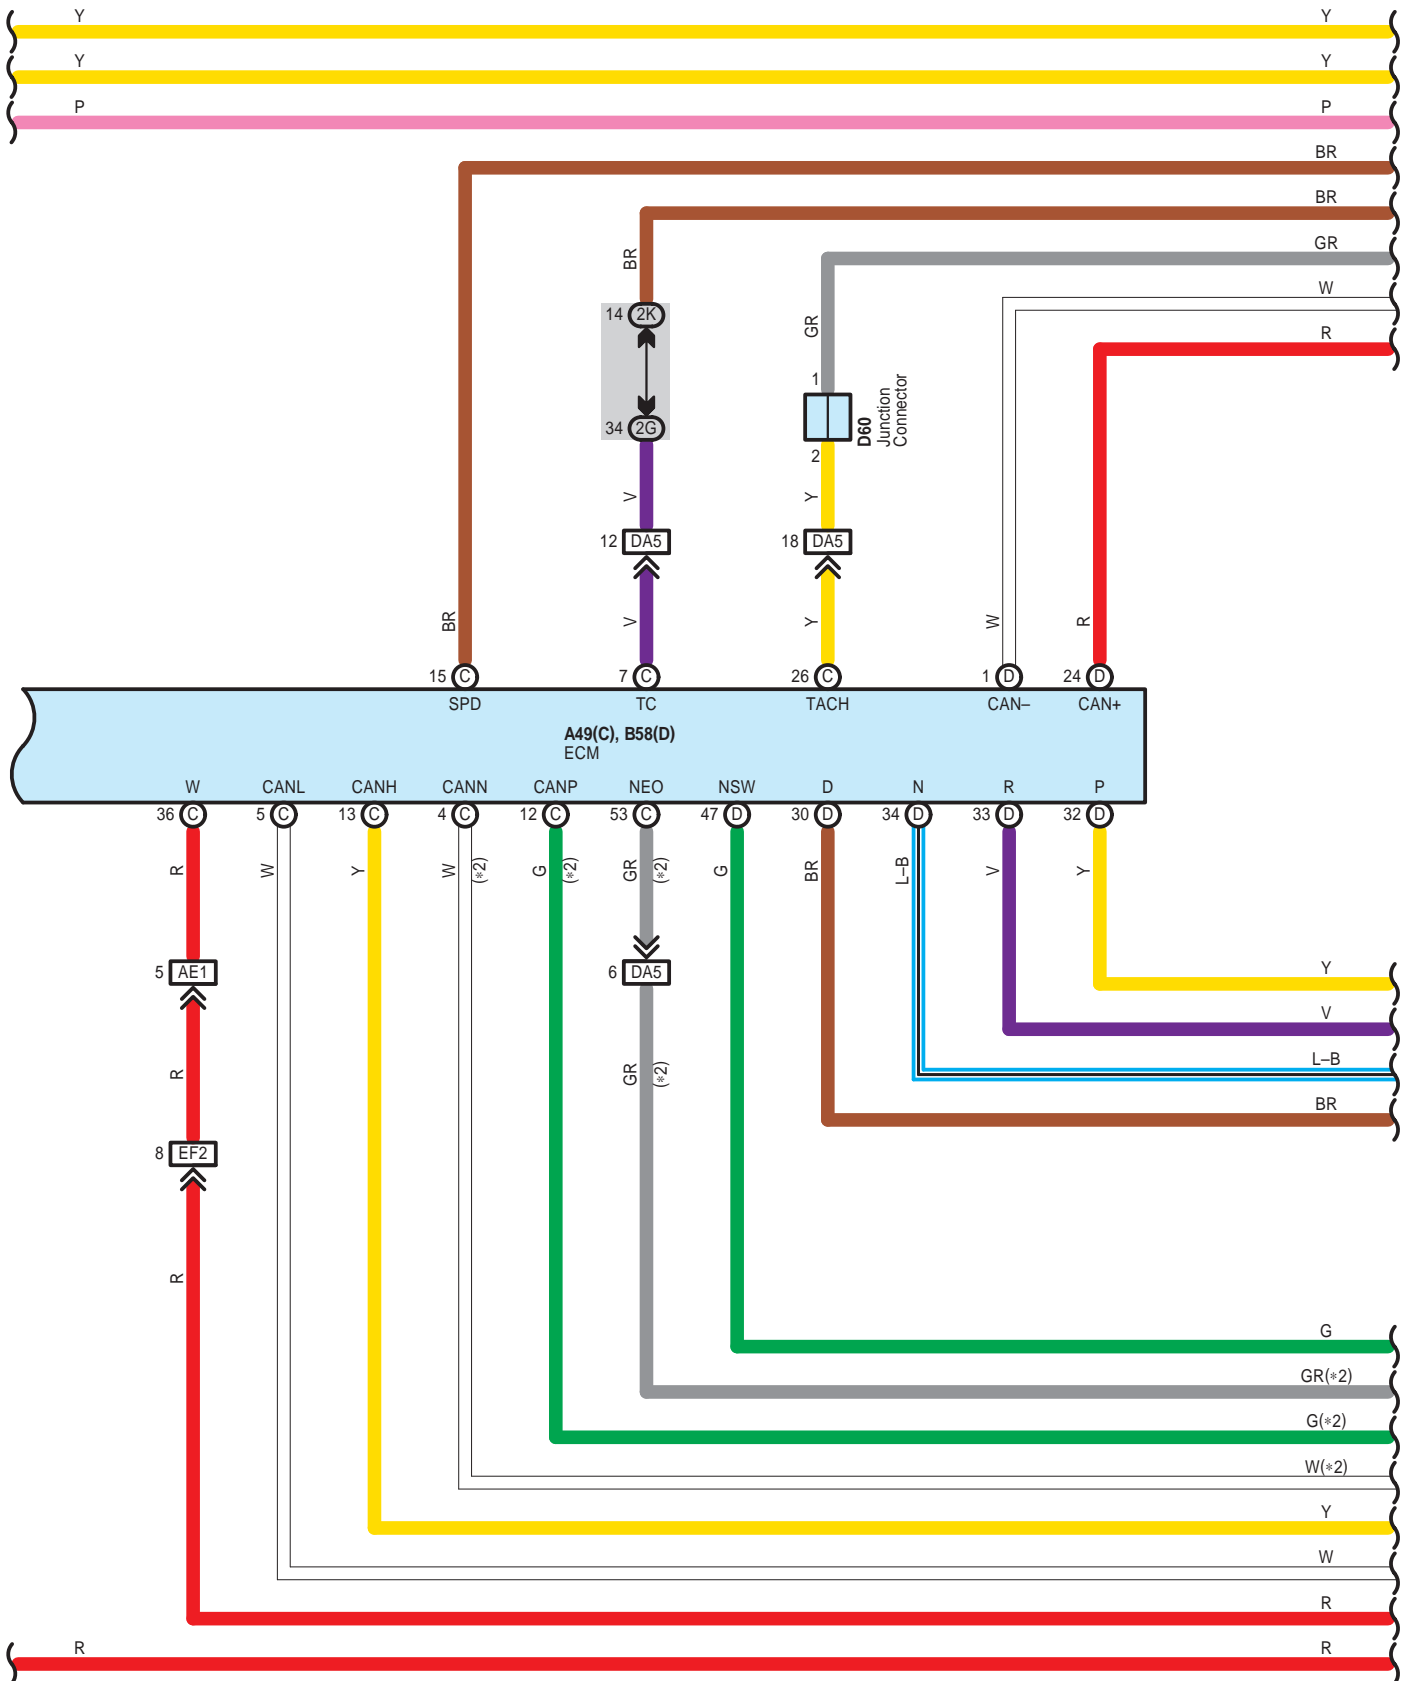 Y Y
Y Y
P P
BR
BR
GR
W
R
BR
14 2K
34 2G
GR
1
D60
Junction
Connector
2
V
Y
12 DA5
18 DA5
BR
V
Y
W
R
15 C
7 C
26 C
1 D
24 D
SPD TC TACH CAN– CAN+
A49(C), B58(D)
ECM
W CANL CANH CANN CANP NEO NSW D N R P
36 C
5 C
13 C
4 C
12 C
53 C
47 D
30 D
34 D
33 D
32 D
R
W
Y
W
(*2)
G
(*2)
GR
(*2)
G
BR
L–B
V
Y
5 AE1
6 DA5
Y
V
R
GR
(*2)
L–B
BR
8 EF2
R
G
GR(*2)
G(*2)
W(*2)
Y
W
R
R R